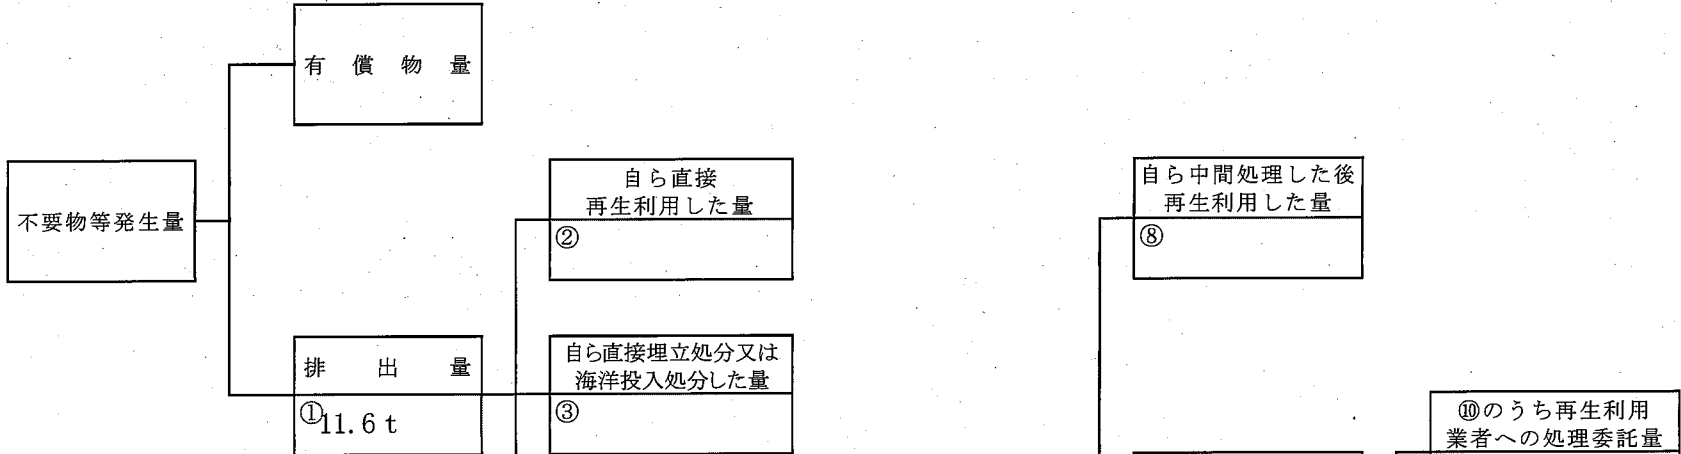 有償物量
不要物等発生量
自ら直接
再生利用した量
②
自ら中間処理した後
再生利用した量
⑧
排出量
①11.6t
自ら直接埋立処分又は
海洋投入処分した量
③
⑩のうち再生利用
業者への処理委託量